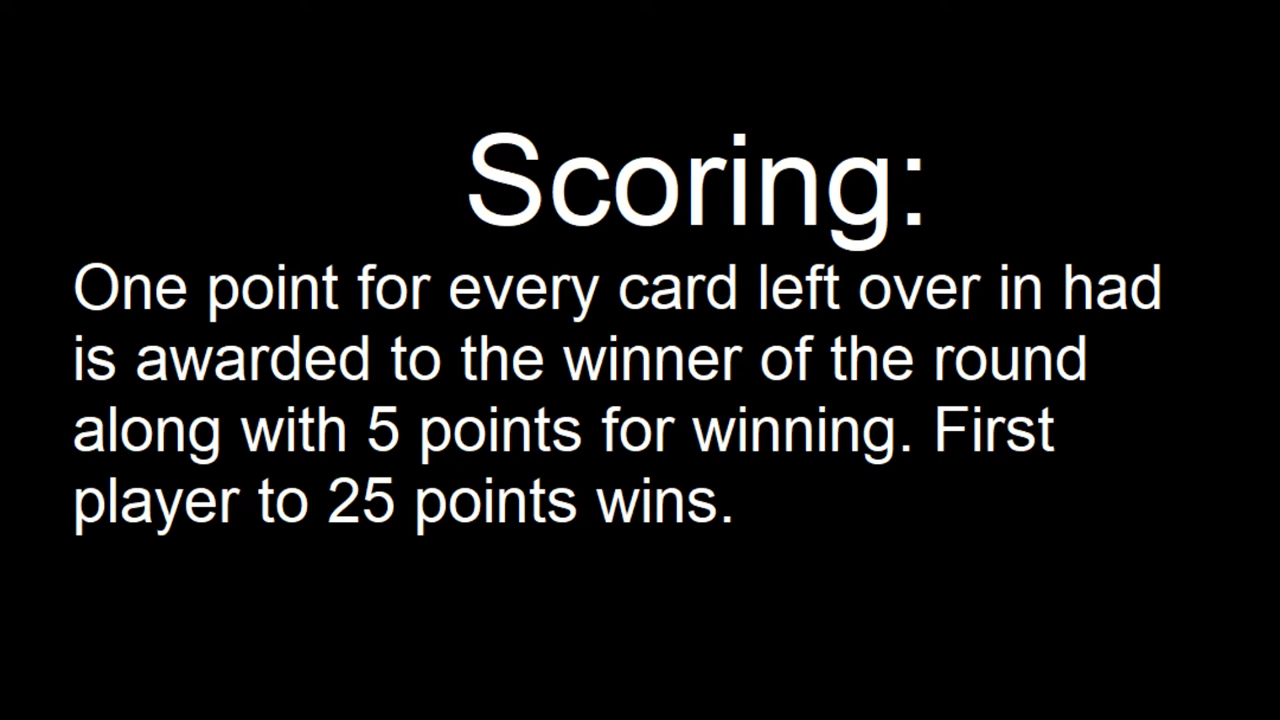 Scoring:
One point for every card left over in had
is awarded to the winner of the round
along with 5 points for winning. First
player to 25 points wins.